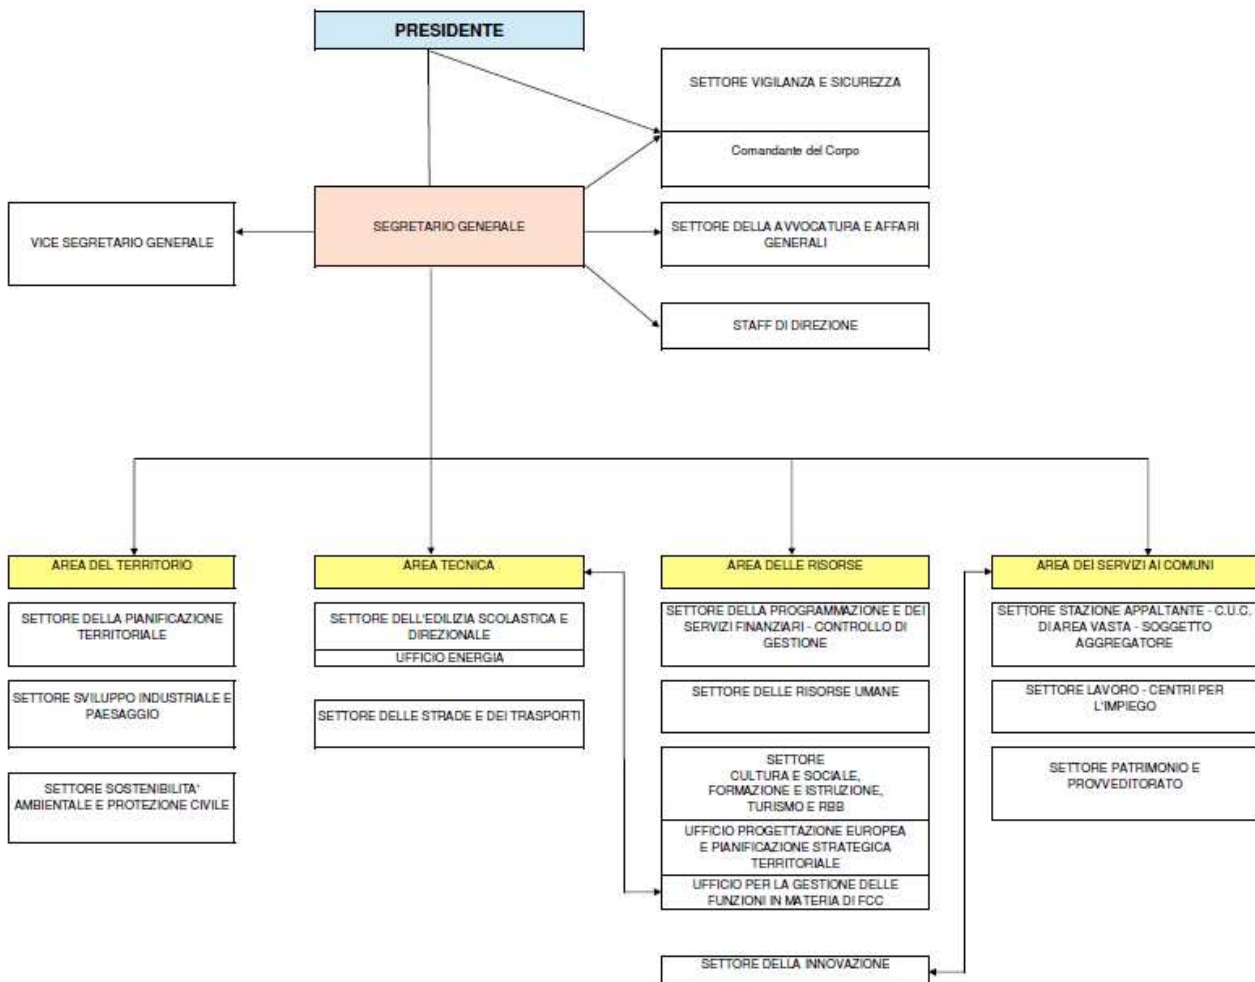 PRESIDENTE
SETTORE VIGILANZA E SICUREZZA
Comandante del Corpo
VICE SEGRETARIO GENERALE
SEGRETARIO GENERALE
SETTORE DELLA AVVOCATURA E AFFARI
GENERALI
STAFF DI DIREZIONE
AREA DEL TERRITORIO
SETTORE DELLA PIANIFICAZIONE
TERRITORIALE
SETTORE SVILUPPO INDUSTRIALE E
PAESAGGIO
SETTORE SOSTENIBILITA'
AMBIENTALE E PROTEZIONE CIVILE
AREA TECNICA
SETTORE DELL'EDILIZIA SCOLASTICA E
DIREZIONALE
UFFICIO ENERGIA
SETTORE DELLE STRADE E DEI TRASPORTI
AREA DELLE RISORSE
SETTORE DELLA PROGRAMMAZIONE E DEI
SERVIZI FINANZIARI - CONTROLLO DI
GESTIONE
SETTORE DELLE RISORSE UMANE
SETTORE
CULTURA E SOCIALE,
FORMAZIONE E ISTRUZIONE,
TURISMO E RBB
UFFICIO PROGETTAZIONE EUROPEA
E PIANIFICAZIONE STRATEGICA
TERRITORIALE
UFFICIO PER LA GESTIONE DELLE
FUNZIONI IN MATERIA DI FCC
SETTORE DELLA INNOVAZIONE
AREA DEI SERVIZI AI COMUNI
SETTORE STAZIONE APPALTANTE - C.U.C.
DI AREA VASTA - SOGGETTO
AGGREGATORE
SETTORE LAVORO - CENTRI PER
L'IMPIEGO
SETTORE PATRIMONIO E
PROVVEDITORATO